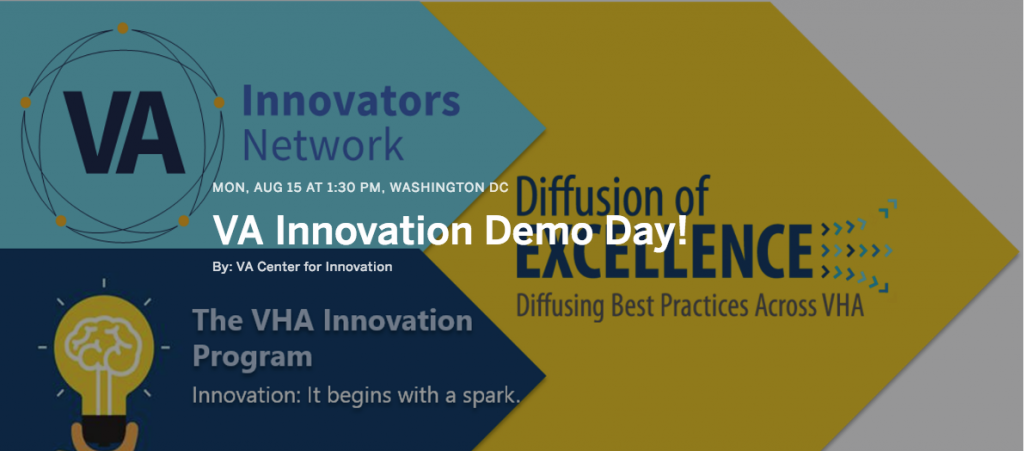 VA
Innovators
Network
MON, AUG 15 AT 1:30 PM, WASHINGTON DC
VA Innovation Demo Day!
By: VA Center for Innovation
Diffusion of
EXCELLENCE
Diffusing Best Practices Across VHA
The VHA Innovation
Program
Innovation: It begins with a spark.